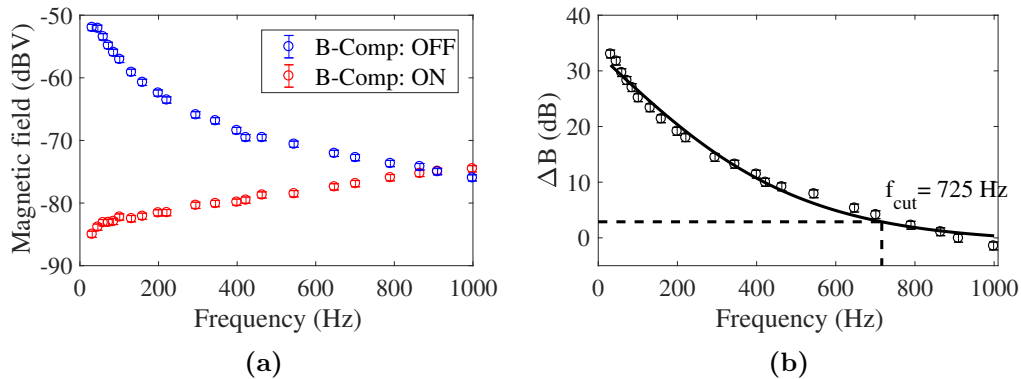 Magnetic field (dBV)
-50
-60
-70
-80
-90
B-Comp: OFF
B-Comp: ON
0 200 400 600 800 1000
Frequency (Hz)
(a)
ΔB (dB)
40
30
20
10
0
f_cut = 725 Hz
0 200 400 600 800 1000
Frequency (Hz)
(b)